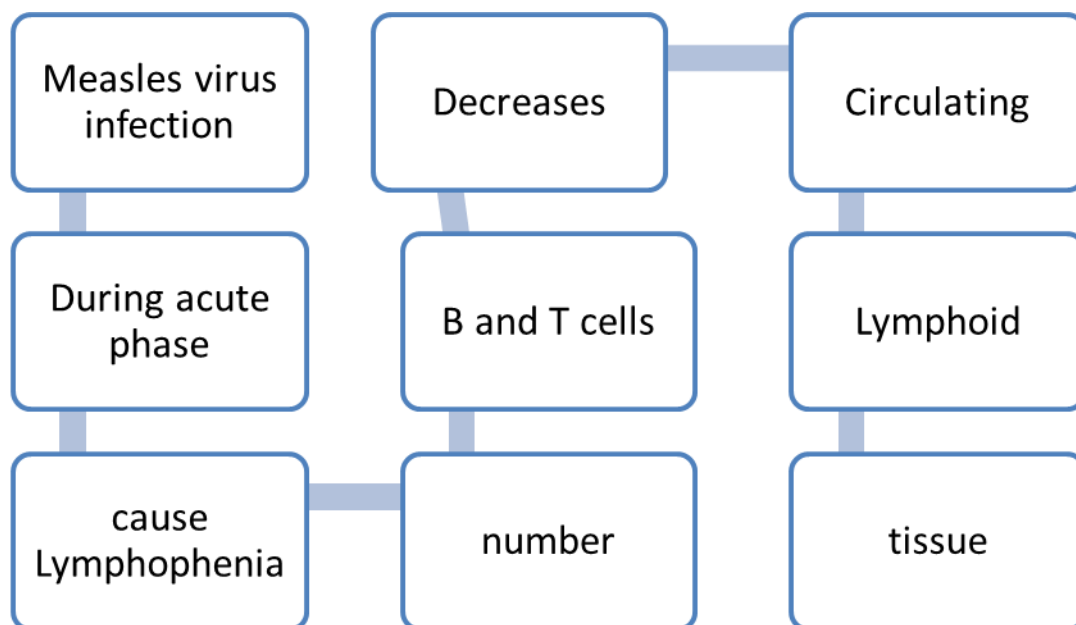 Measles virus
infection
During acute
phase
cause
Lymphophenia
number
B and T cells
Decreases
Circulating
Lymphoid
tissue